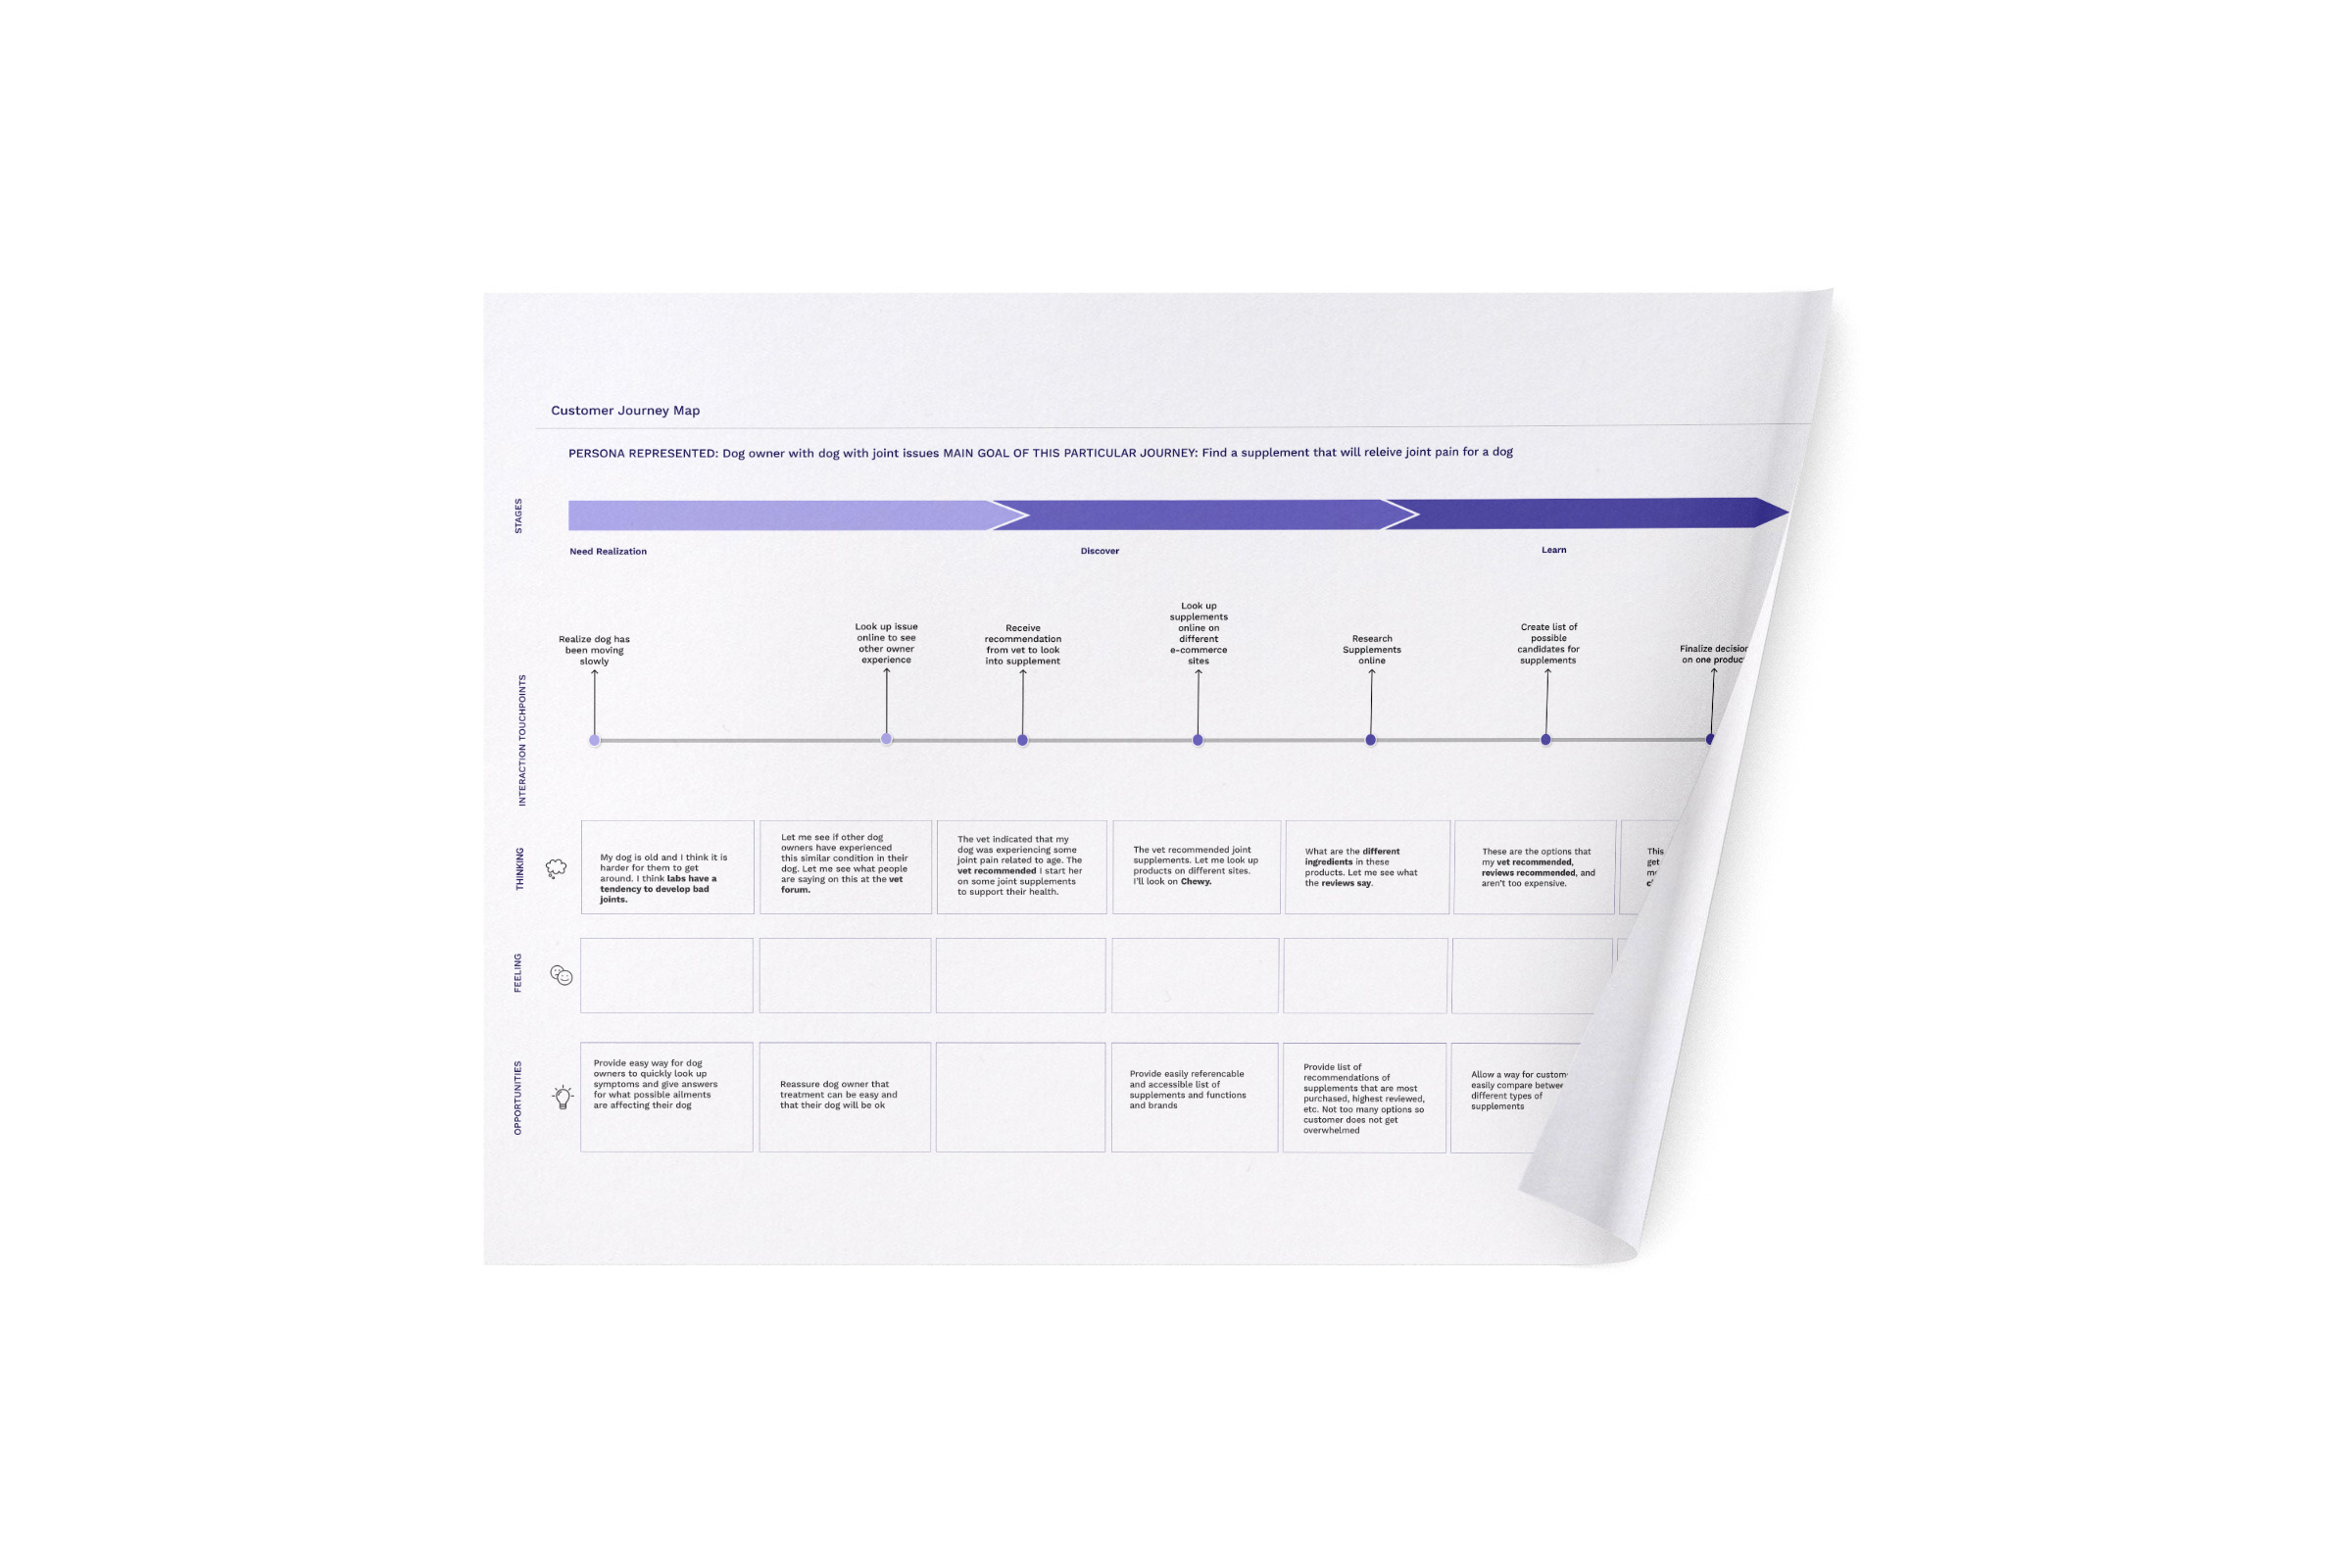 Customer Journey Map
PERSONA REPRESENTED: Dog owner with dog with joint issues MAIN GOAL OF THIS PARTICULAR JOURNEY: Find a supplement that will releive joint pain for a dog
STAGES
Need Realization
Discover
Learn
INTERACTION TOUCHPOINTS
Realize dog has
been moving
slowly
Look up issue
online to see
other owner
experience
Receive
recommendation
from vet to look
into supplement
Look up
supplements
online on
different
e-commerce
sites
Research
Supplements
online
Create list of
possible
candidates for
supplements
Finalize decision
on one product
THINKING
My dog is old and I think it is
harder for them to get
around. I think labs have a
tendency to develop bad
joints.
Let me see if other dog
owners have experienced
this similar condition in their
dog. Let me see what people
are saying on this at the vet
forum.
The vet indicated that my
dog was experiencing some
joint pain related to age. The
vet recommended I start her
on some joint supplements
to support their health.
The vet recommended joint
supplements. Let me look up
products on different sites.
I'll look on Chewy.
What are the different
ingredients in these
products. Let me see what
the reviews say.
These are the options that
my vet recommended,
reviews recommended, and
aren't too expensive.
This
get
FEELING
OPPORTUNITIES
Provide easy way for dog
owners to quickly look up
symptoms and give answers
for what possible ailments
are affecting their dog
Reassure dog owner that
treatment can be easy and
that their dog will be ok
Provide easily referencable
and accessible list of
supplements and functions
and brands
Provide list of
recommendations of
supplements that are most
purchased, highest reviewed,
etc. Not too many options so
customer does not get
overwhelmed
Allow a way for custom
easily compare betwe
different types of
supplements